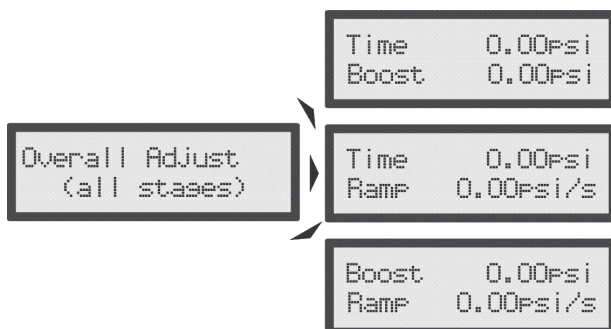 Time 0.00psi
Boost 0.00psi
Overall Adjust
(all stages)
Time 0.00psi
Ramp 0.00psi/s
Boost 0.00psi
Ramp 0.00psi/s